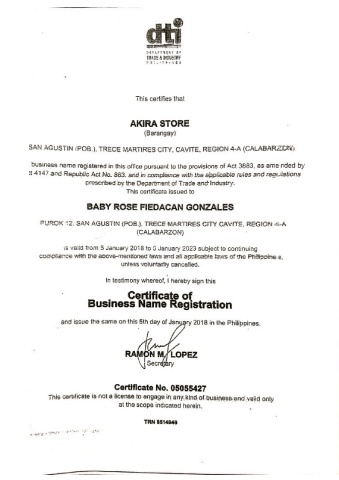 dti
DEPARTMENT OF
TRADE & INDUSTRY
PHILIPPINES
This certifies that
AKIRA STORE
(Barangay)
SAN AGUSTIN (POB.), TRECE MARTIRES CITY, CAVITE, REGION 4-A (CALABARZON)
business name registered in this office pursuant to the provisions of Act 3883, as amended by
4147 and Republic Act No. 863, and in compliance with the applicable rules and regulations
prescribed by the Department of Trade and Industry.
This certificate issued to
BABY ROSE FIEDACAN GONZALES
PUROK 12, SAN AGUSTIN (POB.), TRECE MARTIRES CITY CAVITE, REGION 4-A
(CALABARZON)
is valid from 5 January 2018 to 5 January 2023 subject to continuing
compliance with the above-mentioned laws and all applicable laws of the Philippines,
unless voluntarily cancelled.
In testimony whereof, I hereby sign this
Certificate of
Business Name Registration
and issue the same on this 5th day of January 2018 in the Philippines.
RAMON M. LOPEZ
Secretary
Certificate No. 05055427
This certificate is not a license to engage in any kind of business and valid only
at the scope indicated herein.
TRN